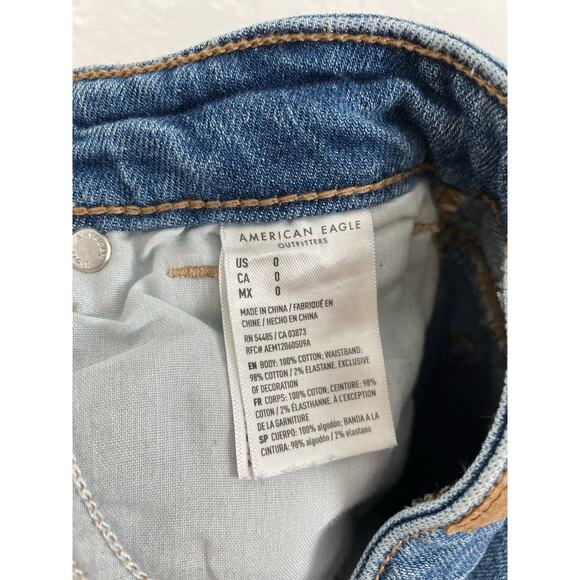 AMERICAN EAGLE
OUTFITTERS
US 0
CA 0
MX 0
MADE IN CHINA / FABRIQUÉ EN
CHINE / HECHO EN CHINA
RN 54485 / CA 03873
RFC# AEM120605U9A
EN BODY: 100% COTTON; WAISTBAND:
98% COTTON / 2% ELASTANE. EXCLUSIVE
OF DECORATION
FR CORPS: 100% COTON; CEINTURE: 98%
COTON / 2% ÉLASTHANNE. À L'EXCEPTION
DE LA GARNITURE
SP CUERPO: 100% algodón; BANDA A LA
CINTURA: 98% algodón / 2% elastano